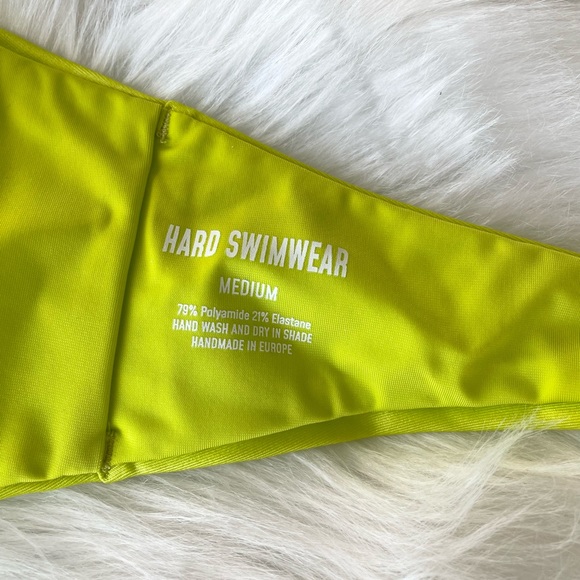 HARD SWIMWEAR
MEDIUM
79% Polyamide 21% Elastane
HAND WASH AND DRY IN SHADE
HANDMADE IN EUROPE